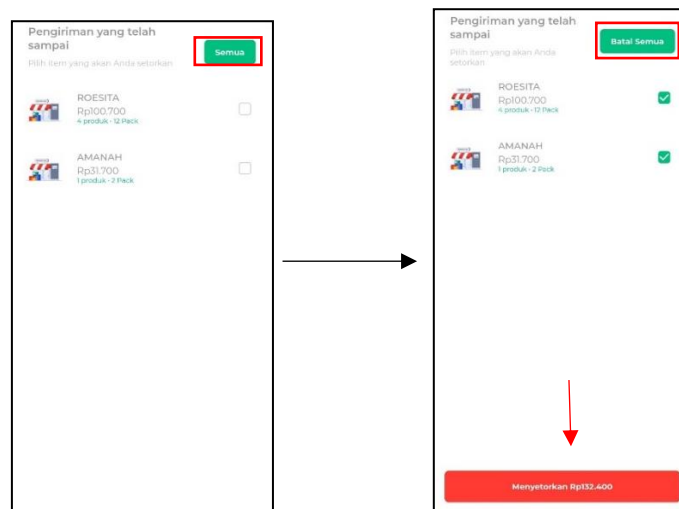 Pengiriman yang telah
sampai
Semua
Pilih item yang akan Anda setorkan
ROESITA
Rp100.700
4 produk - 12 Pack
AMANAH
Rp31.700
1 produk - 2 Pack
Pengiriman yang telah
sampai
Batal Semua
Pilih item yang akan Anda
setorkan
ROESITA
Rp100.700
4 produk - 12 Pack
AMANAH
Rp31.700
1 produk - 2 Pack
Menyetorkan Rp132.400